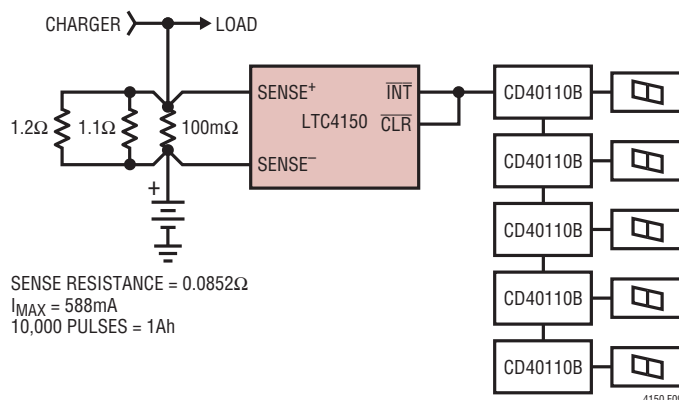 CHARGER
LOAD
1.2Ω
1.1Ω
100mΩ
SENSE+
INT
LTC4150
CLR
SENSE–
+
CD40110B
CD40110B
CD40110B
CD40110B
CD40110B
SENSE RESISTANCE = 0.0852Ω
IMAX = 588mA
10,000 PULSES = 1Ah